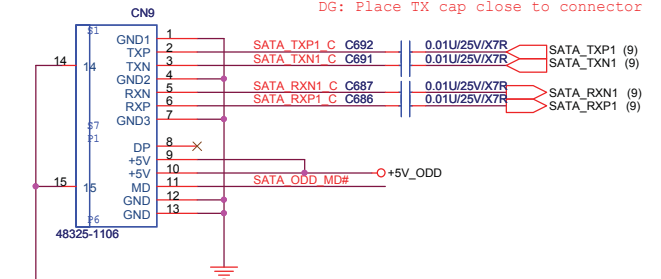 DG: Place TX cap close to connector
CN9
S1
GND1 1
TXP 2 SATA_TXP1_C C692 0.01U/25V/X7R SATA_TXP1 (9)
14 14 TXN 3 SATA_TXN1_C C691 0.01U/25V/X7R SATA_TXN1 (9)
GND2 4
RXN 5 SATA_RXN1_C C687 0.01U/25V/X7R SATA_RXN1 (9)
RXP 6 SATA_RXP1_C C686 0.01U/25V/X7R SATA_RXP1 (9)
GND3 7
S7
P1
DP 8
+5V 9
+5V 10 +5V_ODD
15 15 MD 11 SATA_ODD_MD#
GND 12
GND 13
P6
48325-1106